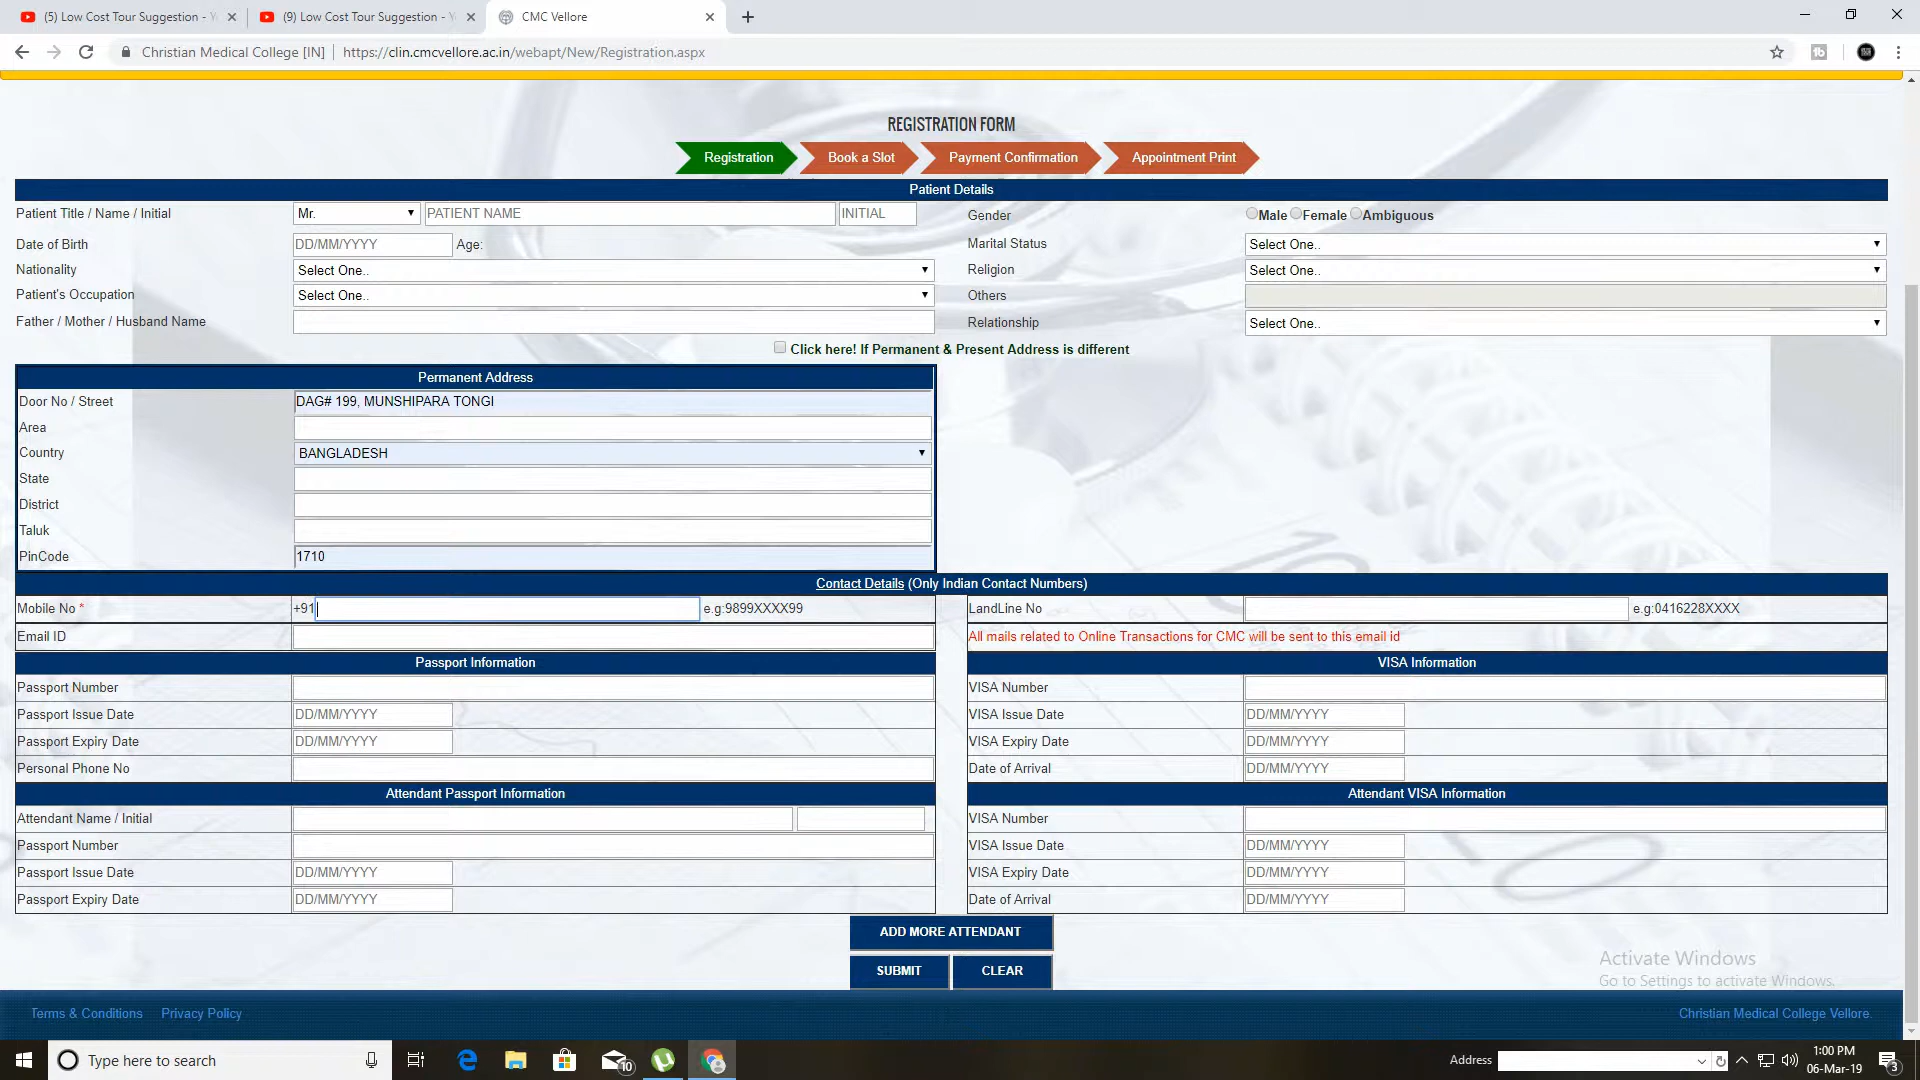 (5) Low Cost Tour Suggestion - Y
(9) Low Cost Tour Suggestion - Y
CMC Vellore
Christian Medical College [IN] | https://clin.cmcvellore.ac.in/webapt/New/Registration.aspx
REGISTRATION FORM
Registration Book a Slot Payment Confirmation Appointment Print
Patient Details
Patient Title / Name / Initial Mr. PATIENT NAME INITIAL Gender Male Female Ambiguous
Date of Birth DD/MM/YYYY Age: Marital Status Select One..
Nationality Select One.. Religion Select One..
Patient's Occupation Select One.. Others
Father / Mother / Husband Name Relationship Select One..
Click here! If Permanent & Present Address is different
Permanent Address
Door No / Street DAG# 199, MUNSHIPARA TONGI
Area
Country BANGLADESH
State
District
Taluk
PinCode 1710
Contact Details (Only Indian Contact Numbers)
Mobile No * +91 e.g:9899XXXX99 LandLine No e.g:0416228XXXX
Email ID All mails related to Online Transactions for CMC will be sent to this email id
Passport Information VISA Information
Passport Number VISA Number
Passport Issue Date DD/MM/YYYY VISA Issue Date DD/MM/YYYY
Passport Expiry Date DD/MM/YYYY VISA Expiry Date DD/MM/YYYY
Personal Phone No Date of Arrival DD/MM/YYYY
Attendant Passport Information Attendant VISA Information
Attendant Name / Initial VISA Number
Passport Number VISA Issue Date DD/MM/YYYY
Passport Issue Date DD/MM/YYYY VISA Expiry Date DD/MM/YYYY
Passport Expiry Date DD/MM/YYYY Date of Arrival DD/MM/YYYY
ADD MORE ATTENDANT
SUBMIT CLEAR
Activate Windows
Go to Settings to activate Windows.
Terms & Conditions Privacy Policy Christian Medical College Vellore.
Type here to search 10 Address 1:00 PM
06-Mar-19 3